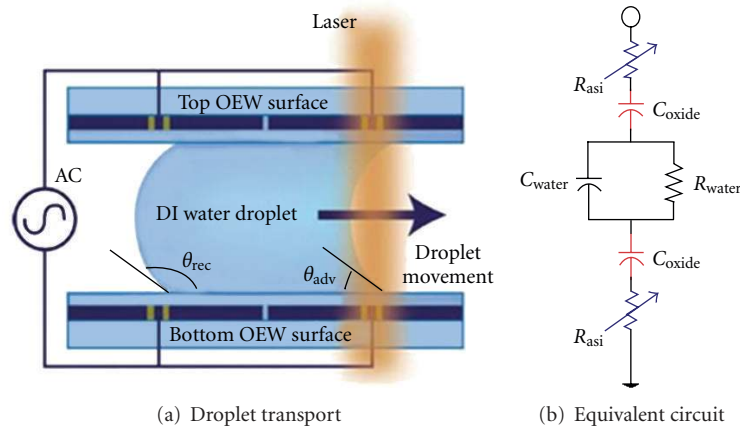 Laser
Top OEW surface
AC
DI water droplet
θrec
θadv
Droplet
movement
Bottom OEW surface
(a) Droplet transport
Rasi
Coxide
Cwater
Rwater
Coxide
Rasi
(b) Equivalent circuit